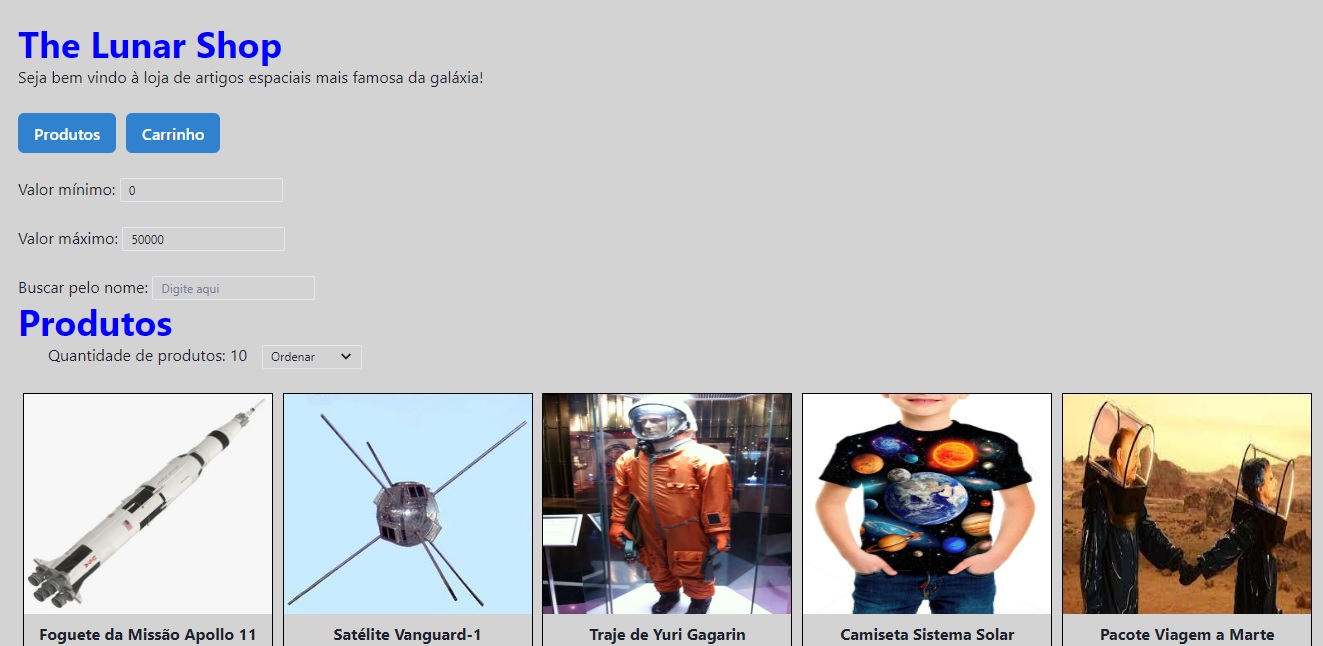 The Lunar Shop
Seja bem vindo à loja de artigos espaciais mais famosa da galáxia!
Produtos Carrinho
Valor mínimo: 0
Valor máximo: 50000
Buscar pelo nome: Digite aqui
Produtos
Quantidade de produtos: 10 Ordenar
Foguete da Missão Apollo 11 Satélite Vanguard-1 Traje de Yuri Gagarin Camiseta Sistema Solar Pacote Viagem a Marte